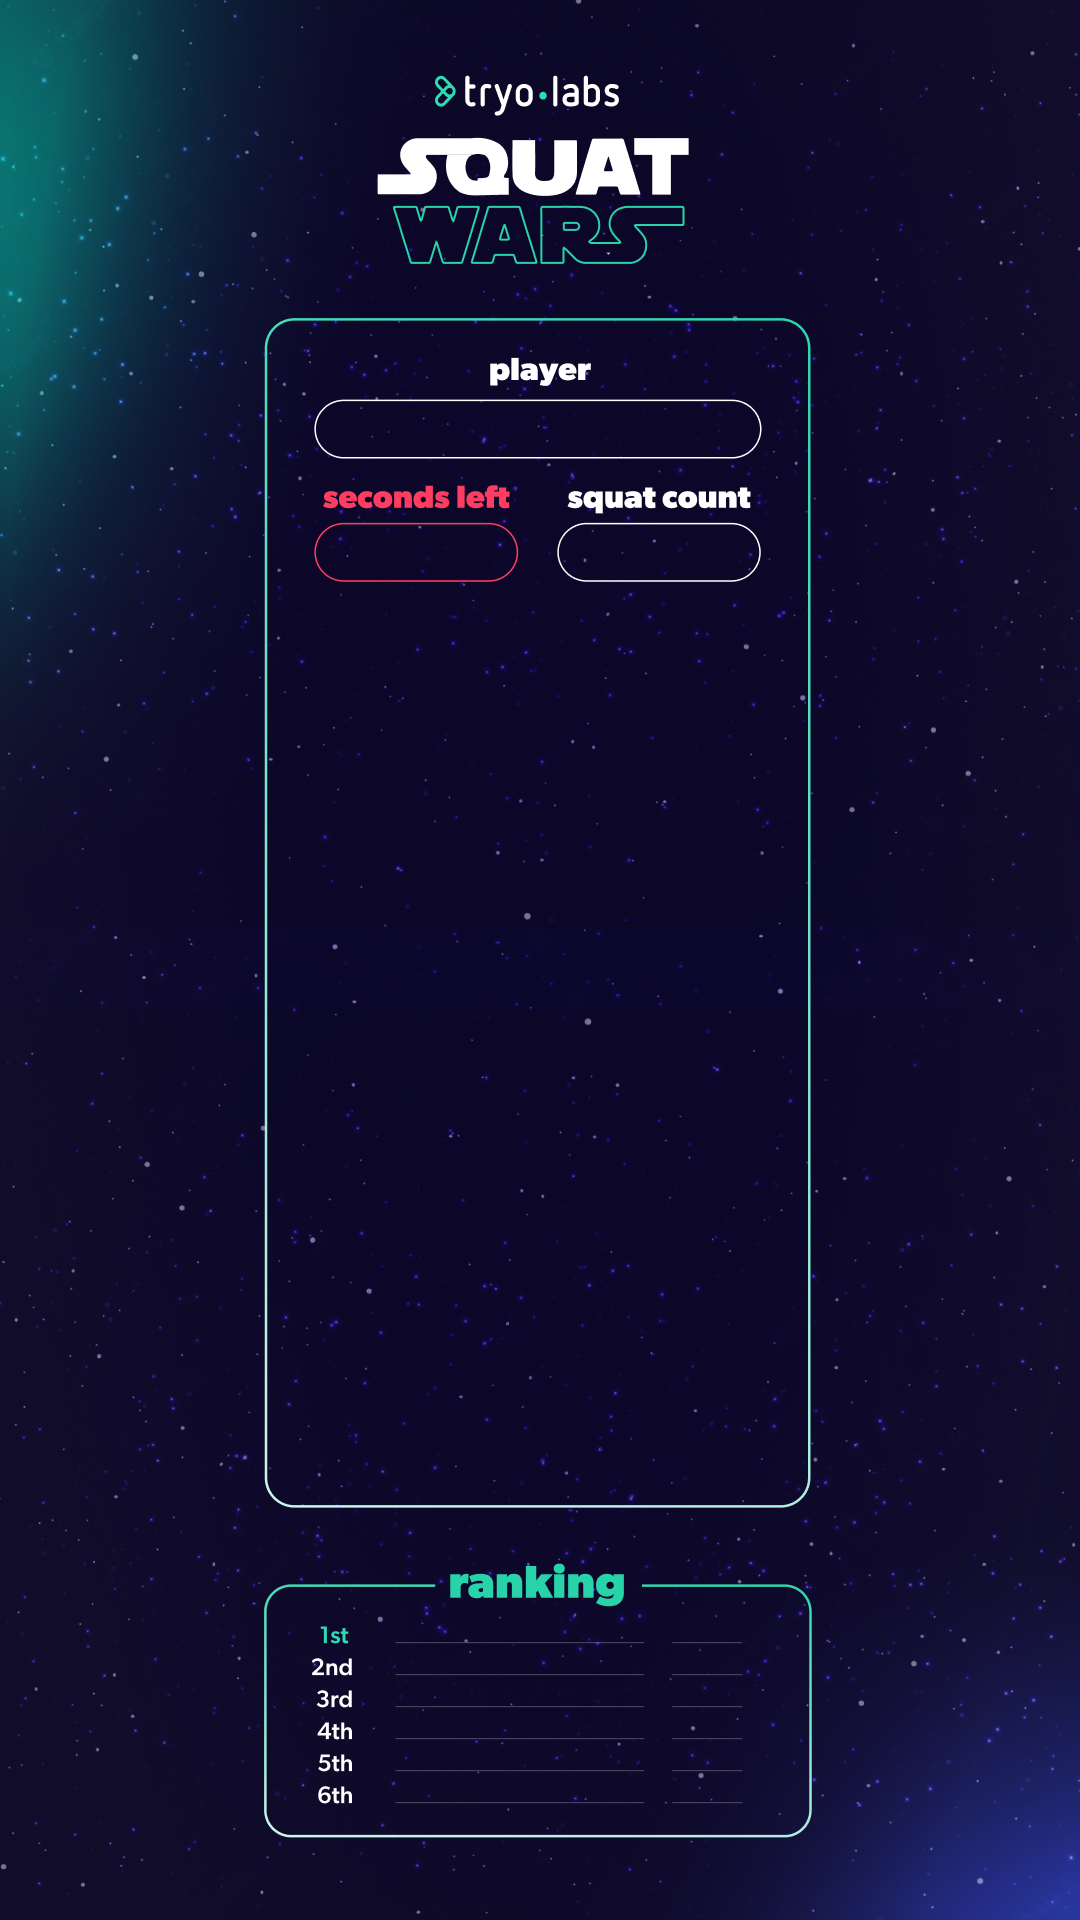 tryo·labs
SQUAT
WARS
player
seconds left
squat count
ranking
1st
2nd
3rd
4th
5th
6th